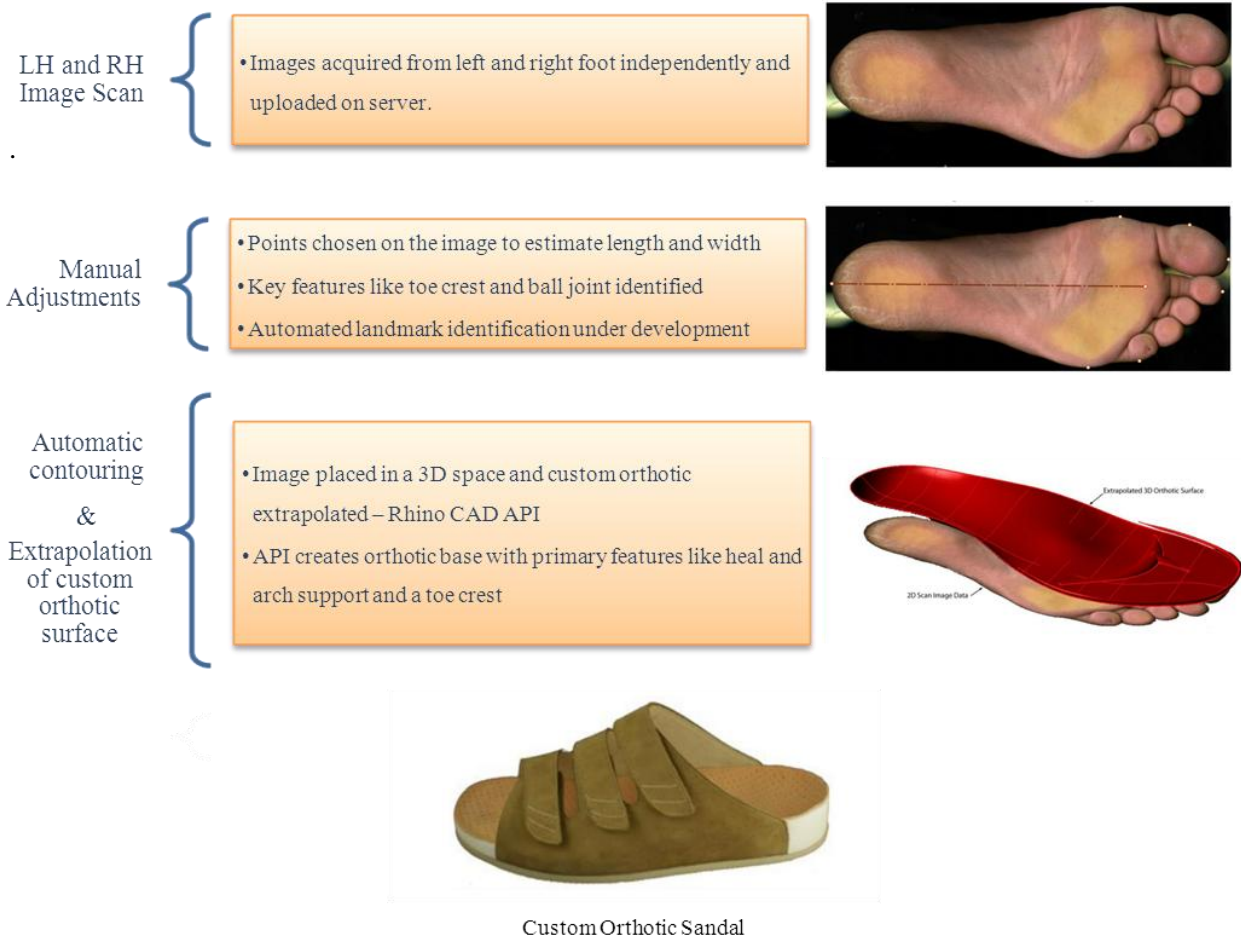 LH and RH
Image Scan
• Images acquired from left and right foot independently and
uploaded on server.
.
Manual
Adjustments
• Points chosen on the image to estimate length and width
• Key features like toe crest and ball joint identified
• Automated landmark identification under development
Automatic
contouring
&
Extrapolation
of custom
orthotic
surface
• Image placed in a 3D space and custom orthotic
extrapolated – Rhino CAD API
• API creates orthotic base with primary features like heal and
arch support and a toe crest
Extrapolated 3D Orthotic Surface
2D Scan Image Data
Custom Orthotic Sandal